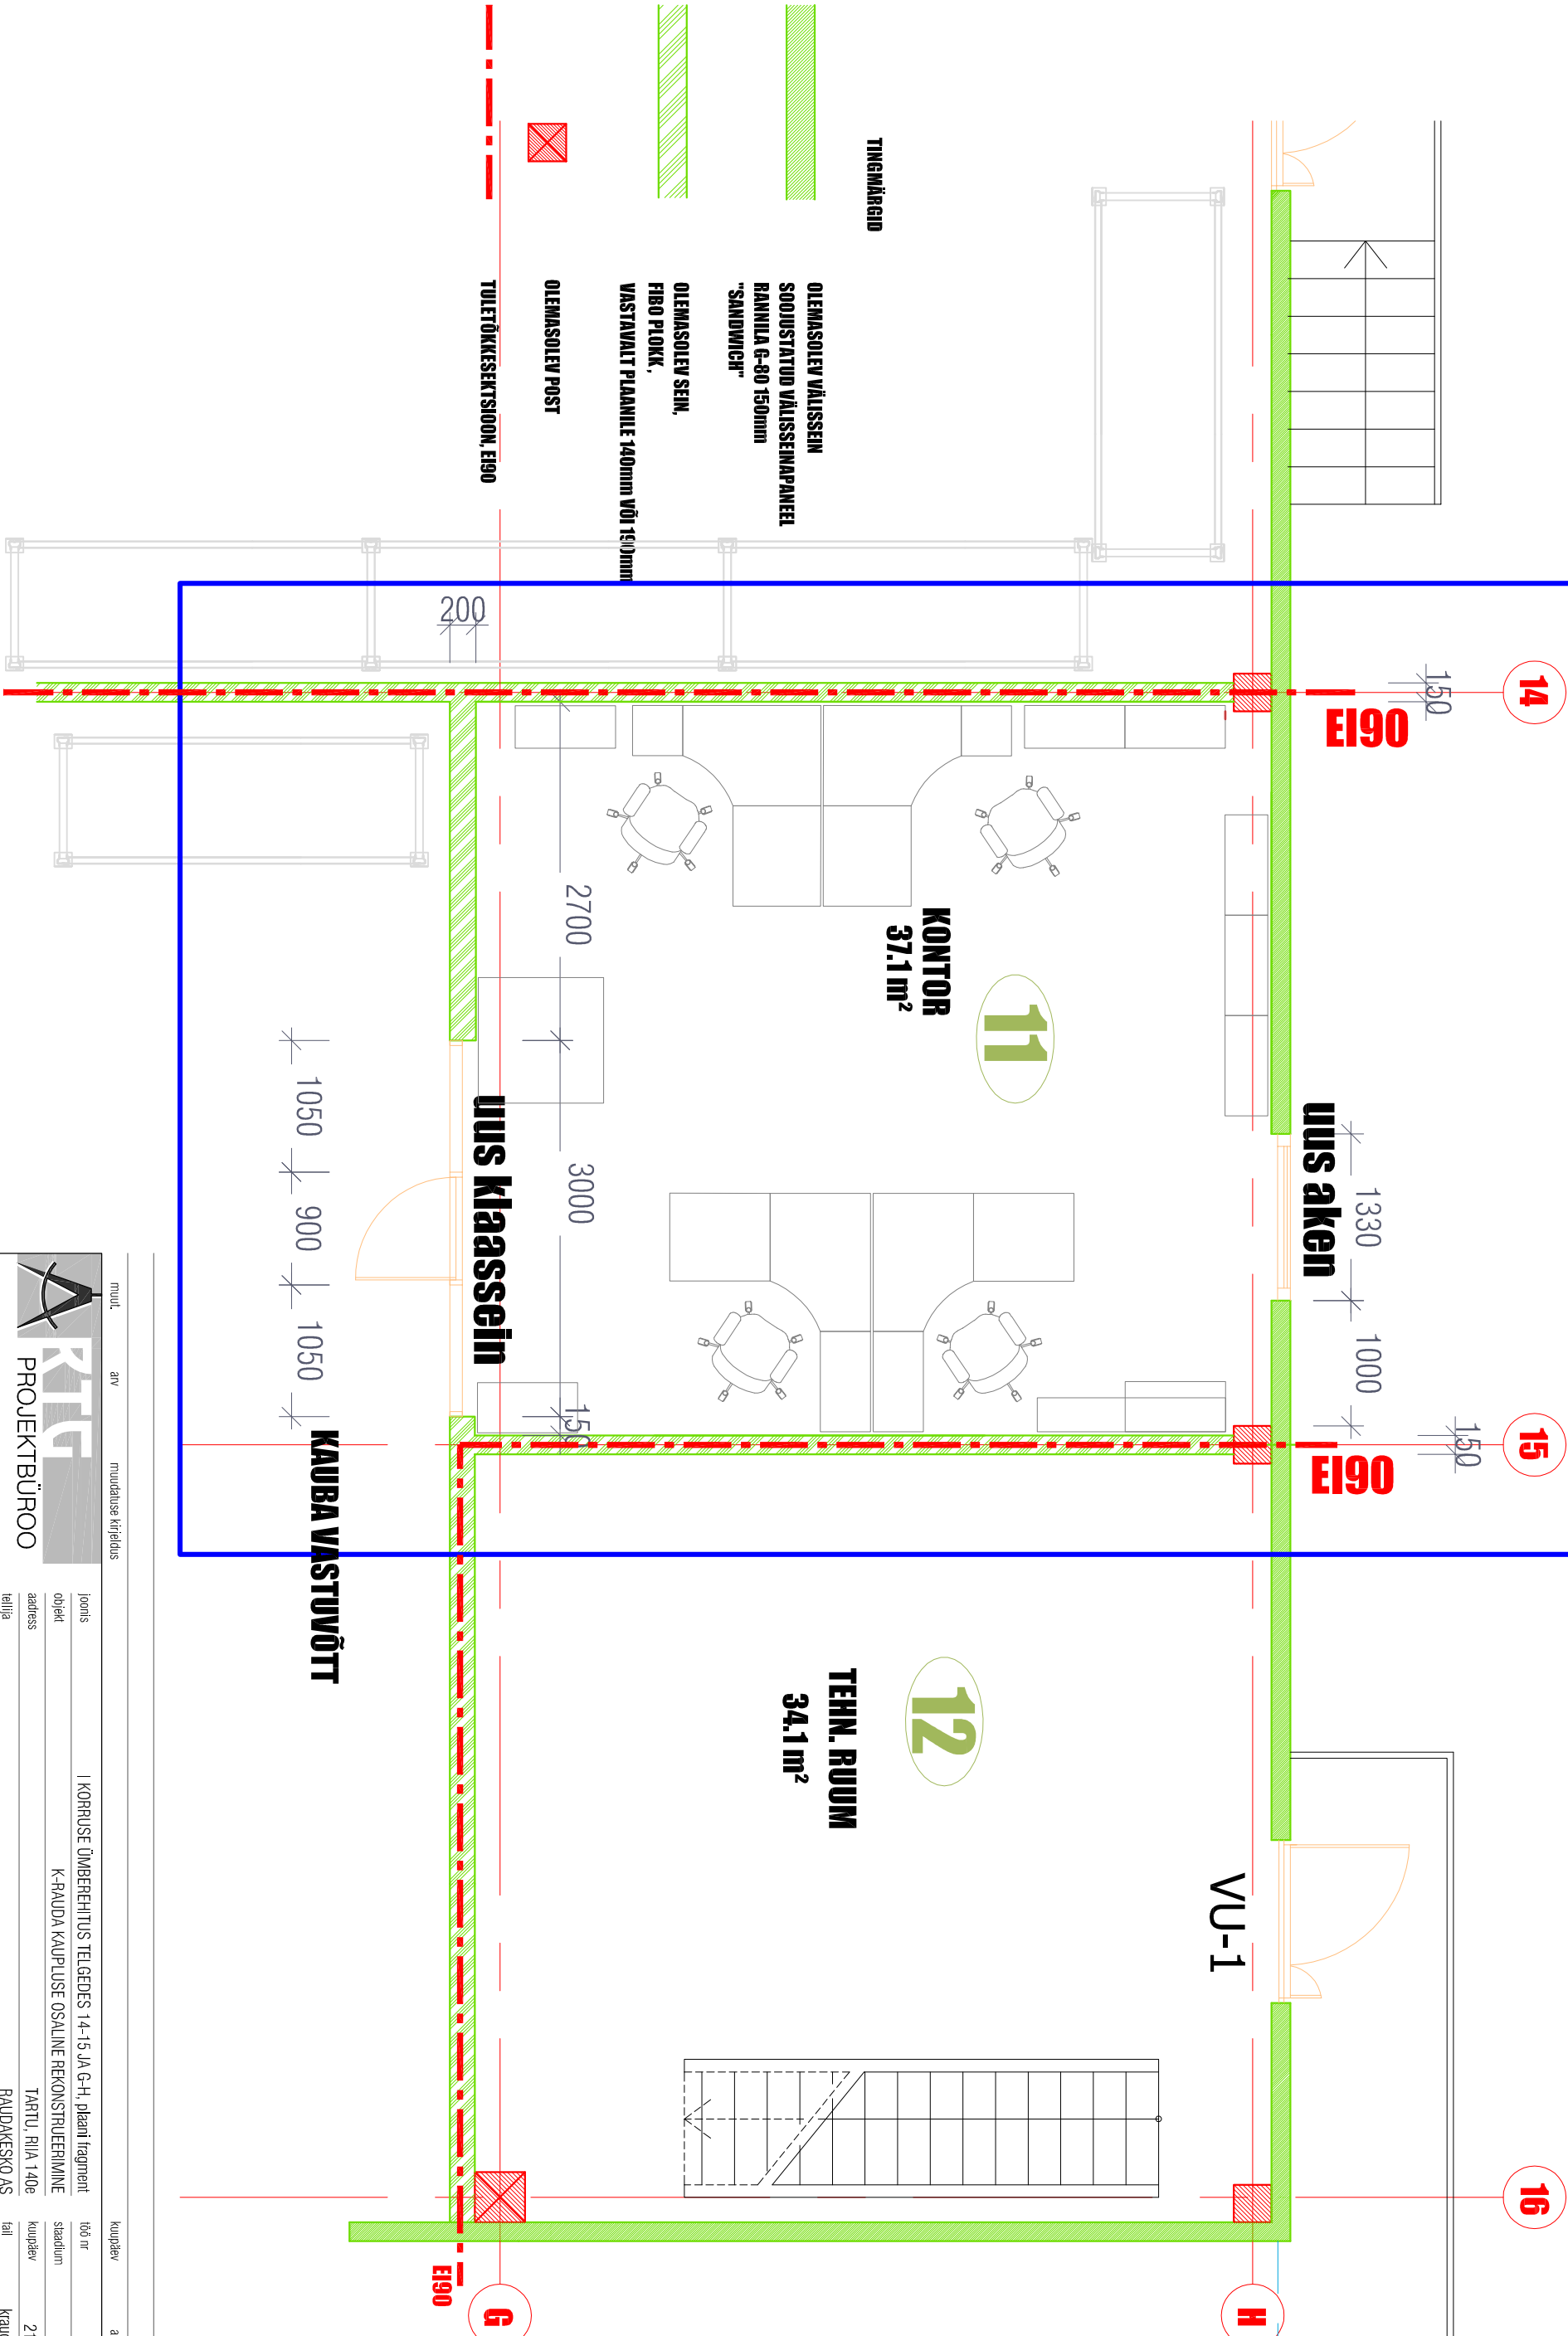 TINGMÄRGID
OLEMASOLEV VÄLISSEIN
SOOJUSTATUD VÄLISSEINAPANEEL
RANNILA G-80 150mm
"SANDWICH"
OLEMASOLEV SEIN,
FIBO PLOKK,
VASTAVALT PLAANILE 140mm VÕI 190mm
OLEMASOLEV POST
TULETÕKKESEKTSIOON, EI90
14
150
EI90
200
KONTOR
37.1 m²
11
2700
3000
150
uus klaassein
uus aken
1330
1000
150
15
EI90
1050
900
1050
KAUBA VASTUVÕTT
12
TEHN. RUUM
34.1 m²
VU-1
16
EI90
G
H
muut.
arv
muudatuse kirjeldus
kuupäev
KTG
PROJEKTBÜROO
joonis
I KORRUSE ÜMBEREHITUS TELGEDES 14-15 JA G-H, plaani fragment
töö nr
objekt
K-RAUDA KAUPLUSE OSALINE REKONSTRUEERIMINE
staadium
aadress
TARTU, RIIA 140e
kuupäev
21
tellija
RAUDAKESKO AS
fail